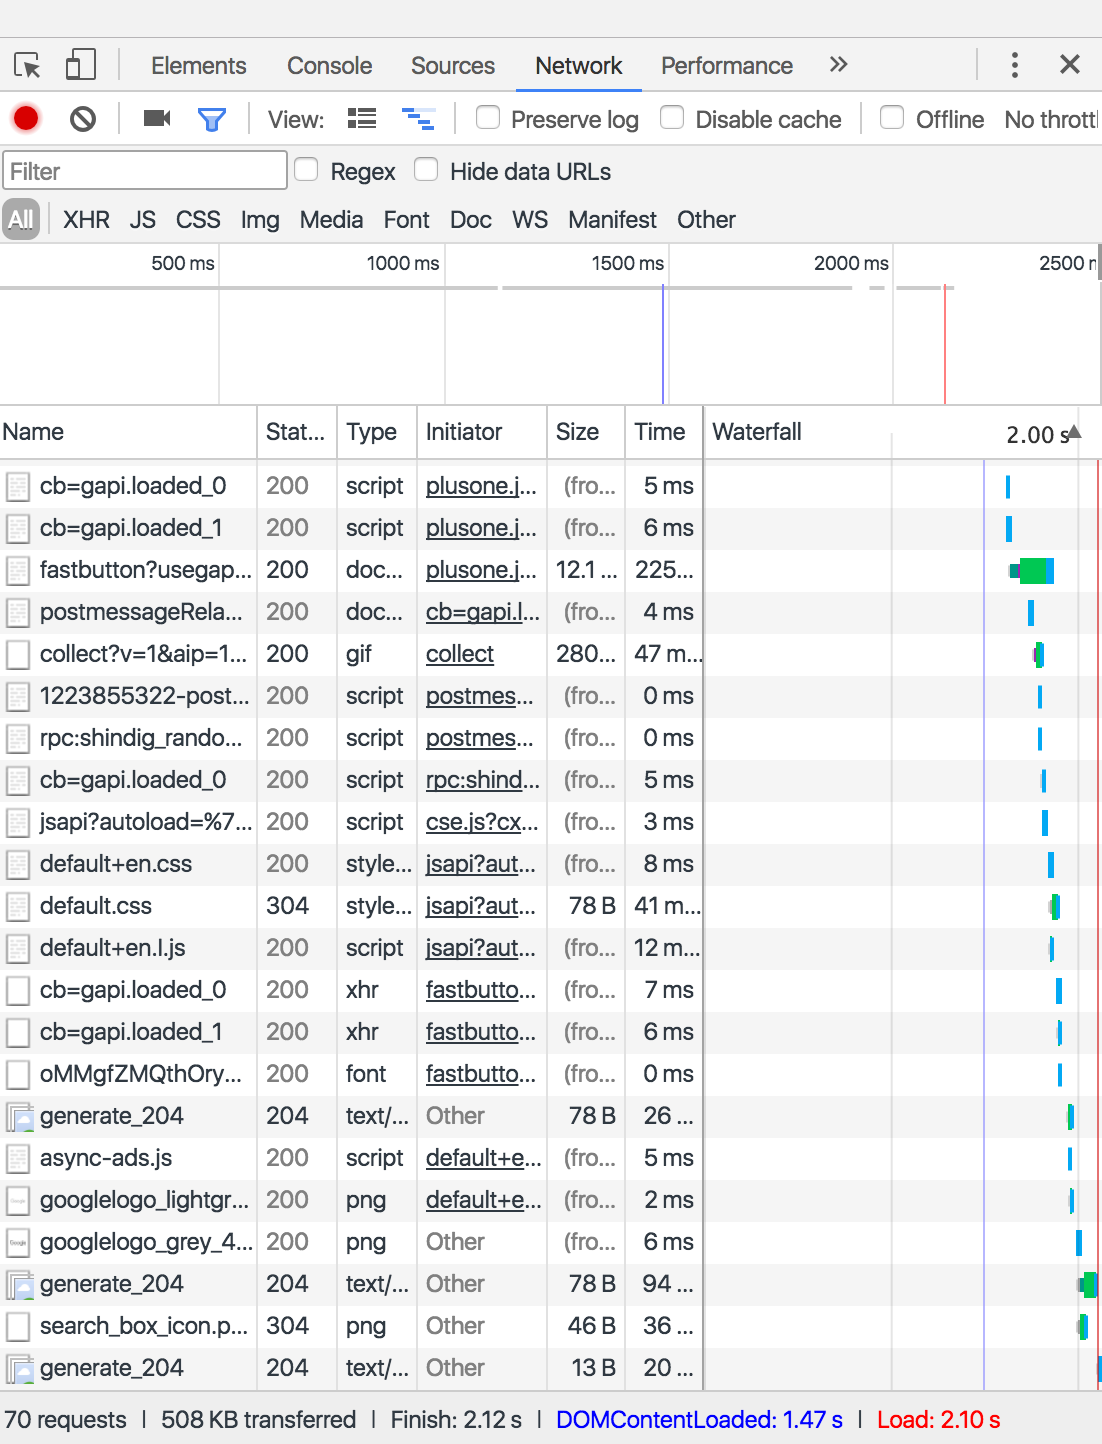 Elements Console Sources Network Performance »
View: Preserve log Disable cache Offline No thrott
Filter Regex Hide data URLs
All XHR JS CSS Img Media Font Doc WS Manifest Other
500 ms 1000 ms 1500 ms 2000 ms 2500 m
Name Stat... Type Initiator Size Time Waterfall 2.00 s
cb=gapi.loaded_0 200 script plusone.j... (fro... 5 ms
cb=gapi.loaded_1 200 script plusone.j... (fro... 6 ms
fastbutton?usegap... 200 doc... plusone.j... 12.1 ... 225...
postmessageRela... 200 doc... cb=gapi.l... (fro... 4 ms
collect?v=1&aip=1... 200 gif collect 280... 47 m...
1223855322-post... 200 script postmes... (fro... 0 ms
rpc:shindig_rando... 200 script postmes... (fro... 0 ms
cb=gapi.loaded_0 200 script rpc:shind... (fro... 5 ms
jsapi?autoload=%7... 200 script cse.js?cx... (fro... 3 ms
default+en.css 200 style... jsapi?aut... (fro... 8 ms
default.css 304 style... jsapi?aut... 78 B 41 m...
default+en.I.js 200 script jsapi?aut... (fro... 12 m...
cb=gapi.loaded_0 200 xhr fastbutto... (fro... 7 ms
cb=gapi.loaded_1 200 xhr fastbutto... (fro... 6 ms
oMMgfZMQthOry... 200 font fastbutto... (fro... 0 ms
generate_204 204 text/... Other 78 B 26 ...
async-ads.js 200 script default+e... (fro... 5 ms
googlelogo_lightgr... 200 png default+e... (fro... 2 ms
googlelogo_grey_4... 200 png Other (fro... 6 ms
generate_204 204 text/... Other 78 B 94 ...
search_box_icon.p... 304 png Other 46 B 36 ...
generate_204 204 text/... Other 13 B 20 ...
70 requests | 508 KB transferred | Finish: 2.12 s | DOMContentLoaded: 1.47 s | Load: 2.10 s